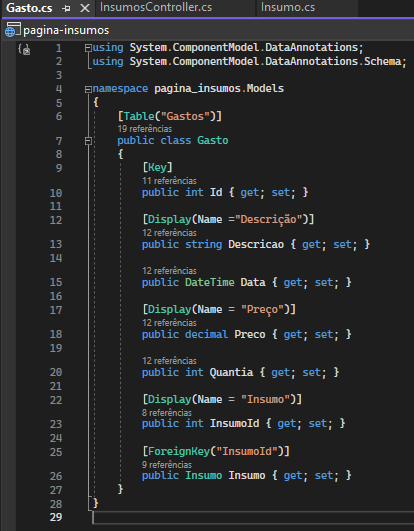 Gasto.cs InsumosController.cs Insumo.cs
pagina-insumos
1 using System.ComponentModel.DataAnnotations;
2 using System.ComponentModel.DataAnnotations.Schema;
3
4 namespace pagina_insumos.Models
5 {
6 [Table("Gastos")]
19 referências
7 public class Gasto
8 {
9 [Key]
11 referências
10 public int Id { get; set; }
11
12 [Display(Name ="Descrição")]
12 referências
13 public string Descricao { get; set; }
14
12 referências
15 public DateTime Data { get; set; }
16
17 [Display(Name = "Preço")]
12 referências
18 public decimal Preco { get; set; }
19
12 referências
20 public int Quantia { get; set; }
21
22 [Display(Name = "Insumo")]
8 referências
23 public int InsumoId { get; set; }
24
25 [ForeignKey("InsumoId")]
9 referências
26 public Insumo Insumo { get; set; }
27 }
28 }
29